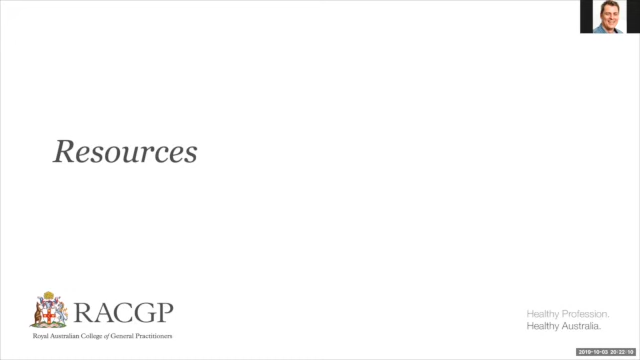 Resources
RACGP
Royal Australian College of General Practitioners
Healthy Profession.
Healthy Australia.
2019-10-03 20:22:10